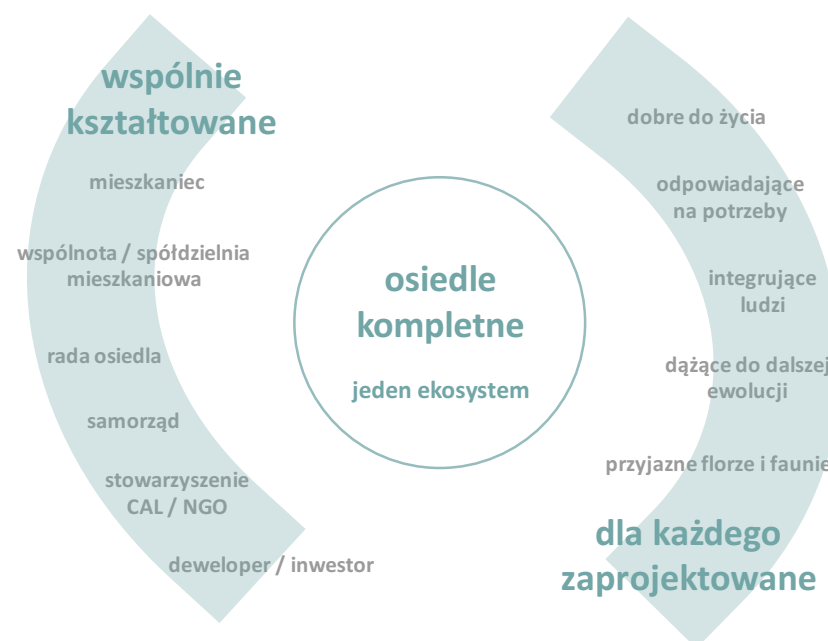 wspólnie
kształtowane
mieszkaniec
wspólnota / spółdzielnia
mieszkaniowa
rada osiedla
samorząd
stowarzyszenie
CAL / NGO
deweloper / inwestor
osiedle
kompletne
jeden ekosystem
dobre do życia
odpowiadające
na potrzeby
integrujące
ludzi
dążące do dalszej
ewolucji
przyjazne florze i faunie
dla każdego
zaprojektowane